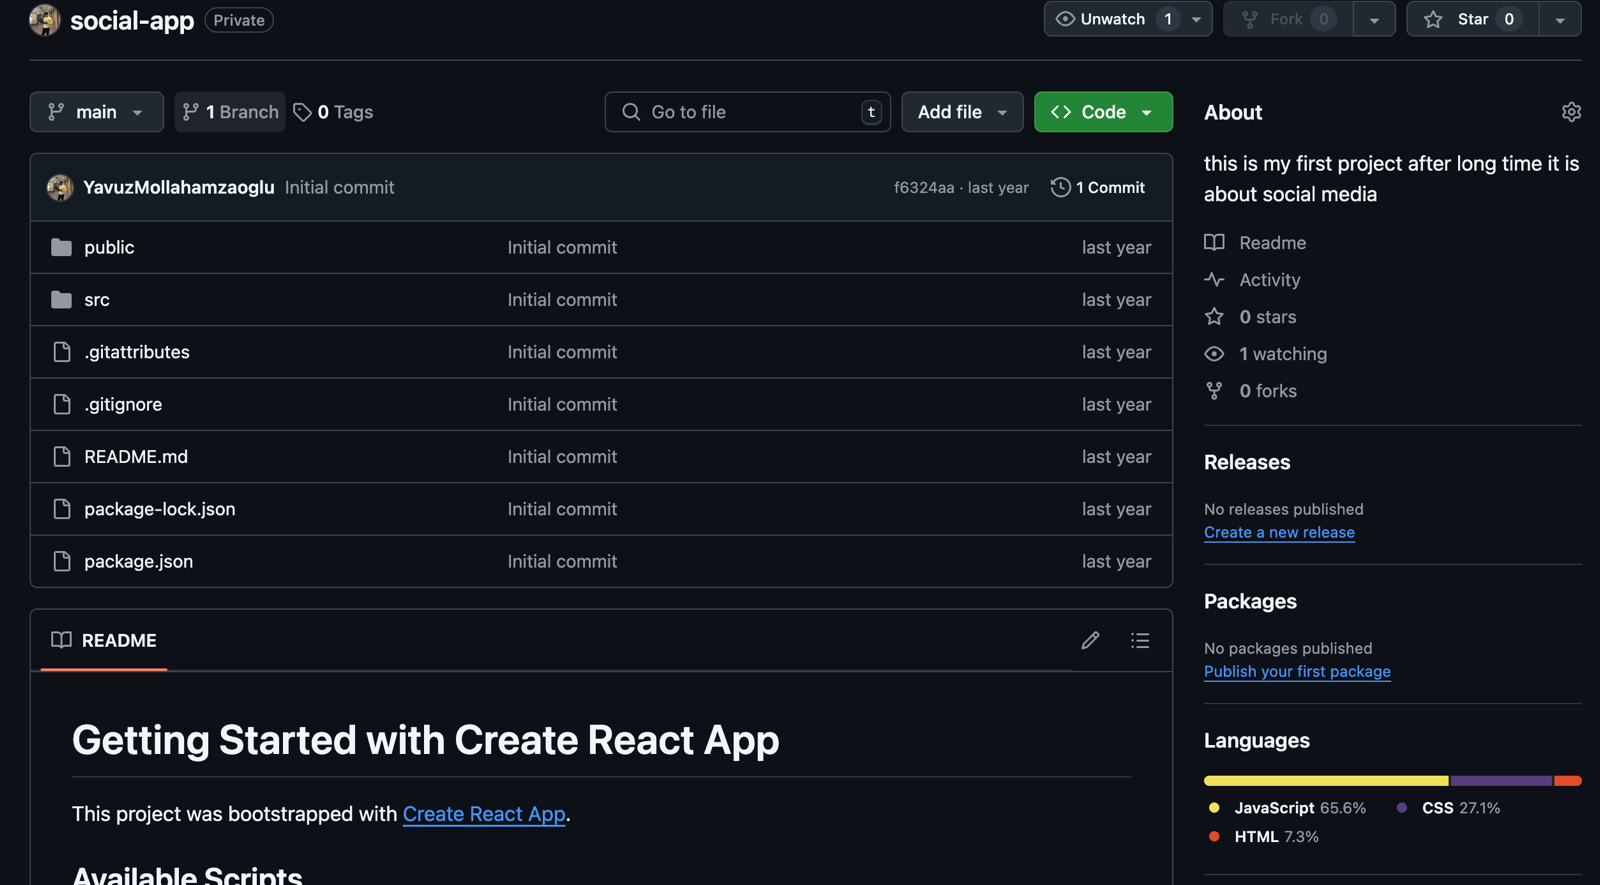 social-app Private Unwatch 1 Fork 0 Star 0
main 1 Branch 0 Tags Go to file t Add file Code
YavuzMollahamzaoglu Initial commit f6324aa · last year 1 Commit
public Initial commit last year
src Initial commit last year
.gitattributes Initial commit last year
.gitignore Initial commit last year
README.md Initial commit last year
package-lock.json Initial commit last year
package.json Initial commit last year
README
Getting Started with Create React App
This project was bootstrapped with Create React App.
Available Scripts
About
this is my first project after long time it is
about social media
Readme
Activity
0 stars
1 watching
0 forks
Releases
No releases published
Create a new release
Packages
No packages published
Publish your first package
Languages
JavaScript 65.6% CSS 27.1%
HTML 7.3%